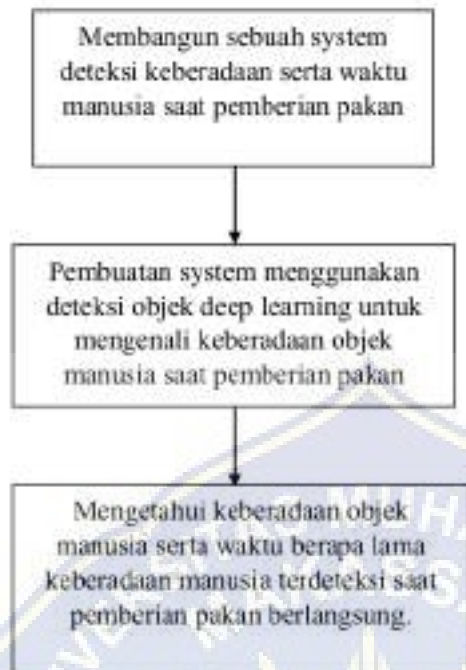 Membangun sebuah system
deteksi keberadaan serta waktu
manusia saat pemberian pakan
Pembuatan system menggunakan
deteksi objek deep learning untuk
mengenali keberadaan objek
manusia saat pemberian pakan
Mengetahui keberadaan objek
manusia serta waktu berapa lama
keberadaan manusia terdeteksi saat
pemberian pakan berlangsung.